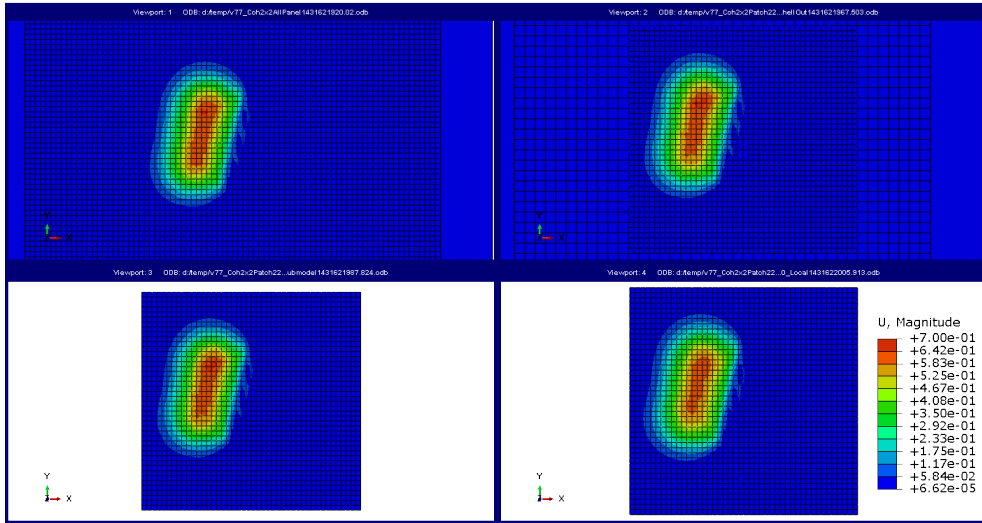 Viewport: 1 ODB: d:/temp/v77_Coh2x2AllPanel1431621920.02.odb
Viewport: 2 ODB: d:/temp/v77_Coh2x2Patch22...hellOut1431621967.503.odb
Y
X
Y
X
Viewport: 3 ODB: d:/temp/v77_Coh2x2Patch22...ubmodel1431621987.824.odb
Viewport: 4 ODB: d:/temp/v77_Coh2x2Patch22...0_Local1431622005.913.odb
U, Magnitude
+7.00e-01
+6.42e-01
+5.83e-01
+5.25e-01
+4.67e-01
+4.08e-01
+3.50e-01
+2.92e-01
+2.33e-01
+1.75e-01
+1.17e-01
+5.84e-02
+6.62e-05
Y
X
Y
X